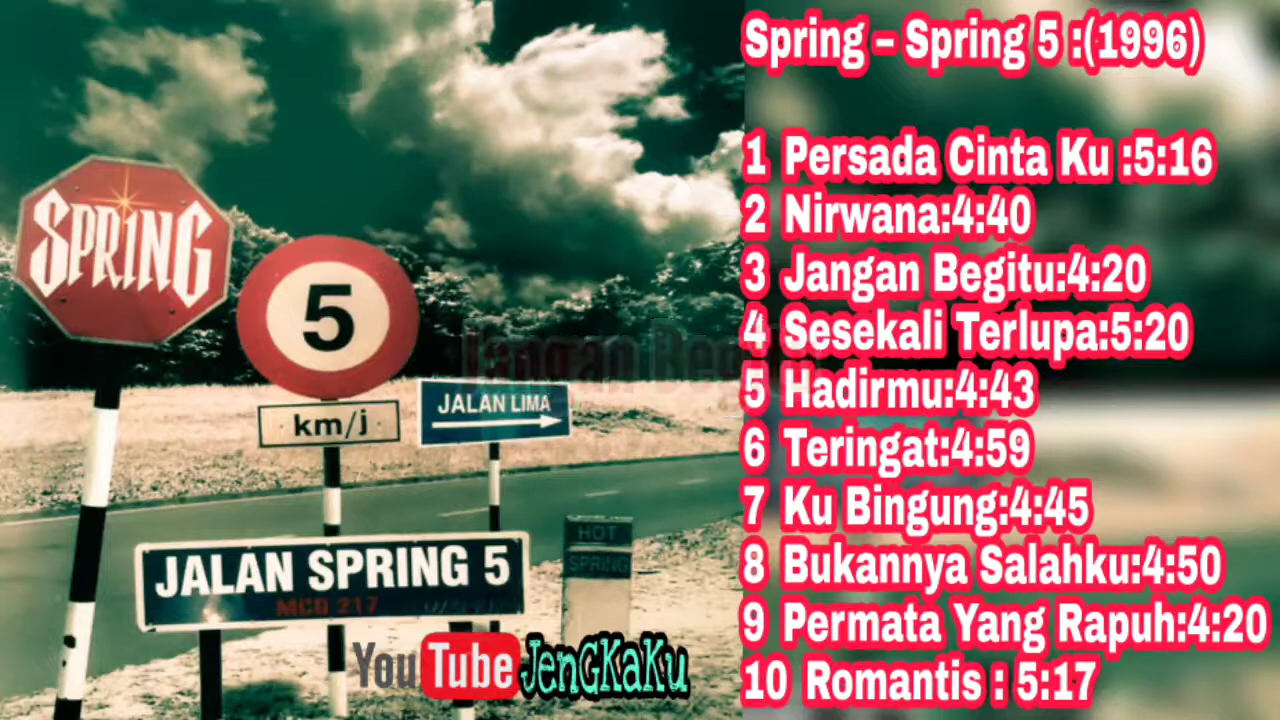 SPRING
5
km/j
JALAN LIMA
JALAN SPRING 5
MCD 217
HOT
SPRING
YouTube JenGKaKu
Jangan Be
Spring – Spring 5 :(1996)
1 Persada Cinta Ku :5:16
2 Nirwana:4:40
3 Jangan Begitu:4:20
4 Sesekali Terlupa:5:20
5 Hadirmu:4:43
6 Teringat:4:59
7 Ku Bingung:4:45
8 Bukannya Salahku:4:50
9 Permata Yang Rapuh:4:20
10 Romantis : 5:17